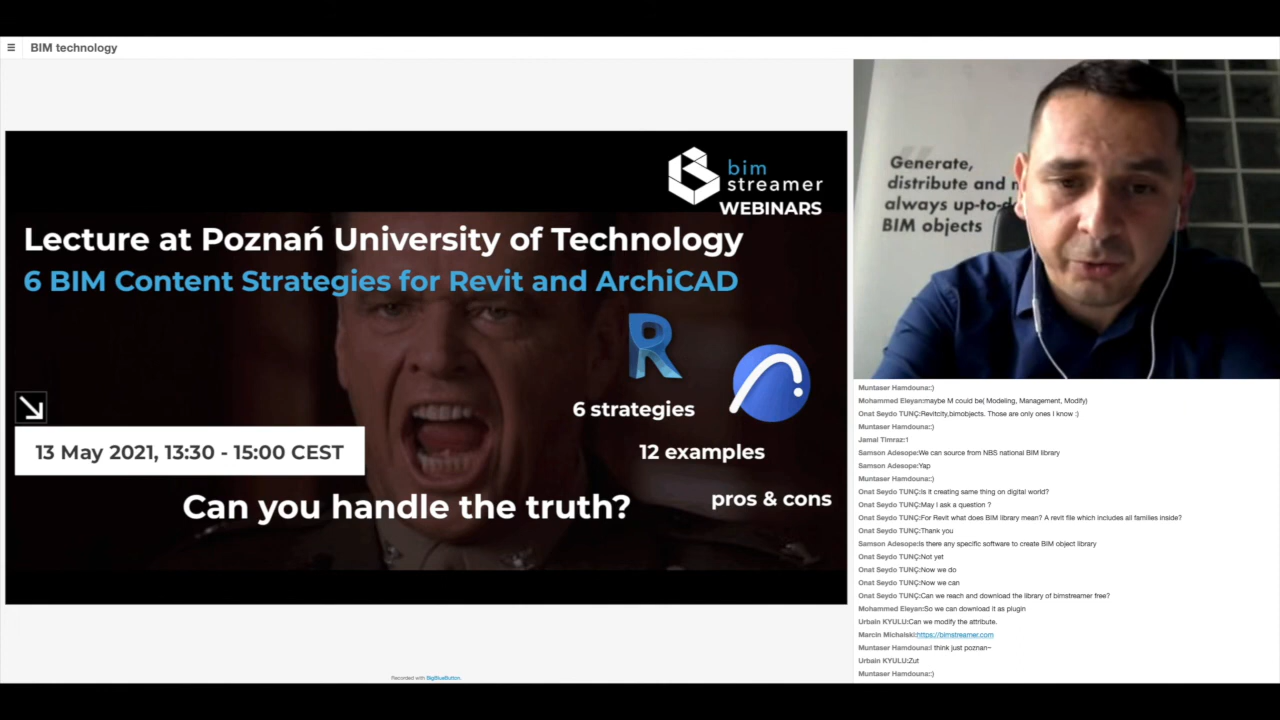 BIM technology
bim
streamer
WEBINARS
Lecture at Poznań University of Technology
6 BIM Content Strategies for Revit and ArchiCAD
6 strategies
12 examples
13 May 2021, 13:30 - 15:00 CEST
pros & cons
Can you handle the truth?
Recorded with BigBlueButton.
Generate,
distribute and
always up-to-d
BIM objects
Muntaser Hamdouna::)
Mohammed Eleyan:maybe M could be( Modeling, Management, Modify)
Onat Seydo TUNÇ:Revitcity,bimobjects. Those are only ones I know :)
Muntaser Hamdouna::)
Jamal Timraz:1
Samson Adesope:We can source from NBS national BIM library
Samson Adesope:Yap
Muntaser Hamdouna::)
Onat Seydo TUNÇ:Is it creating same thing on digital world?
Onat Seydo TUNÇ:May I ask a question ?
Onat Seydo TUNÇ:For Revit what does BIM library mean? A revit file which includes all families inside?
Onat Seydo TUNÇ:Thank you
Samson Adesope:Is there any specific software to create BIM object library
Onat Seydo TUNÇ:Not yet
Onat Seydo TUNÇ:Now we do
Onat Seydo TUNÇ:Now we can
Onat Seydo TUNÇ:Can we reach and download the library of bimstreamer free?
Mohammed Eleyan:So we can download it as plugin
Urbain KYULU:Can we modify the attribute.
Marcin Michalski:https://bimstreamer.com
Muntaser Hamdouna:I think just poznan~
Urbain KYULU:Zut
Muntaser Hamdouna::)